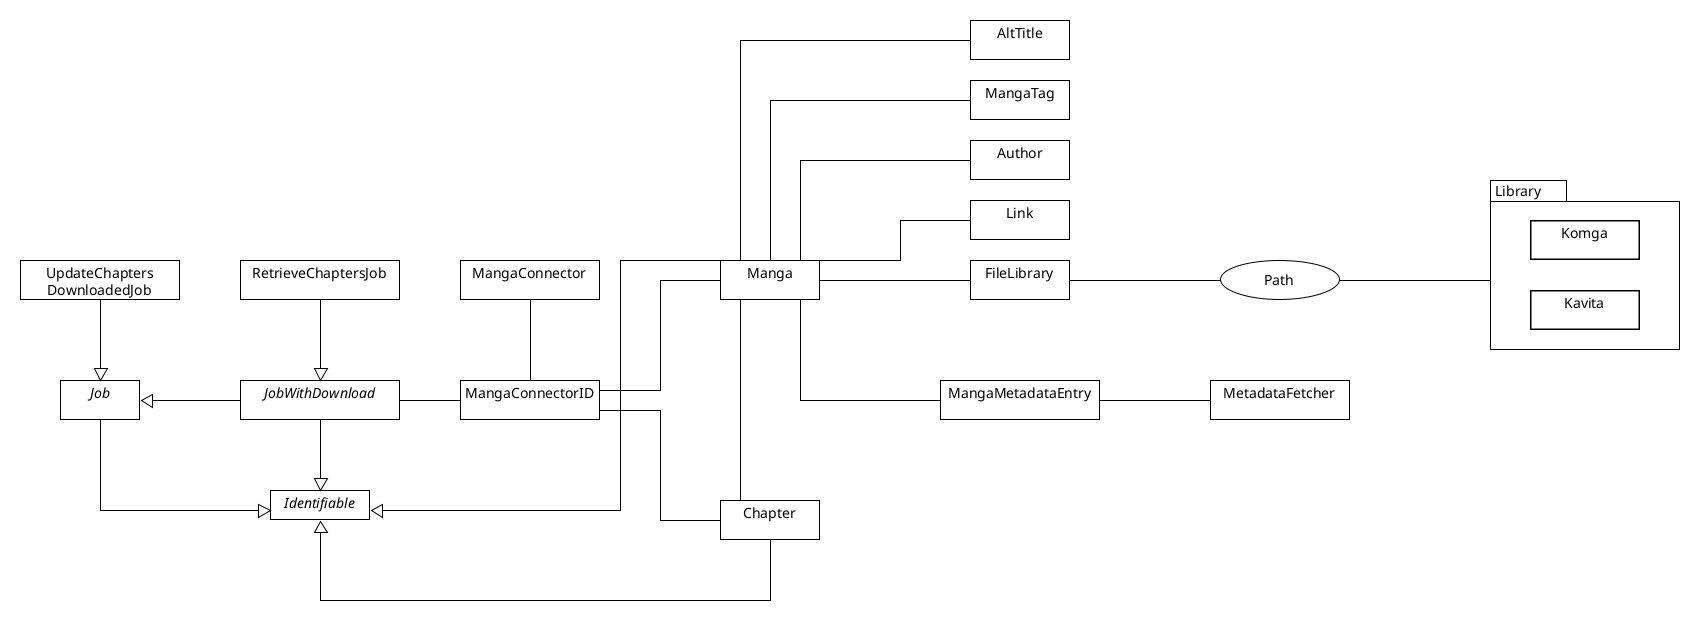 AltTitle
MangaTag
Author
Link
Library
Komga
Kavita
UpdateChapters
DownloadedJob
RetrieveChaptersJob
MangaConnector
Manga
FileLibrary
Path
Job
JobWithDownload
MangaConnectorID
MangaMetadataEntry
MetadataFetcher
Identifiable
Chapter